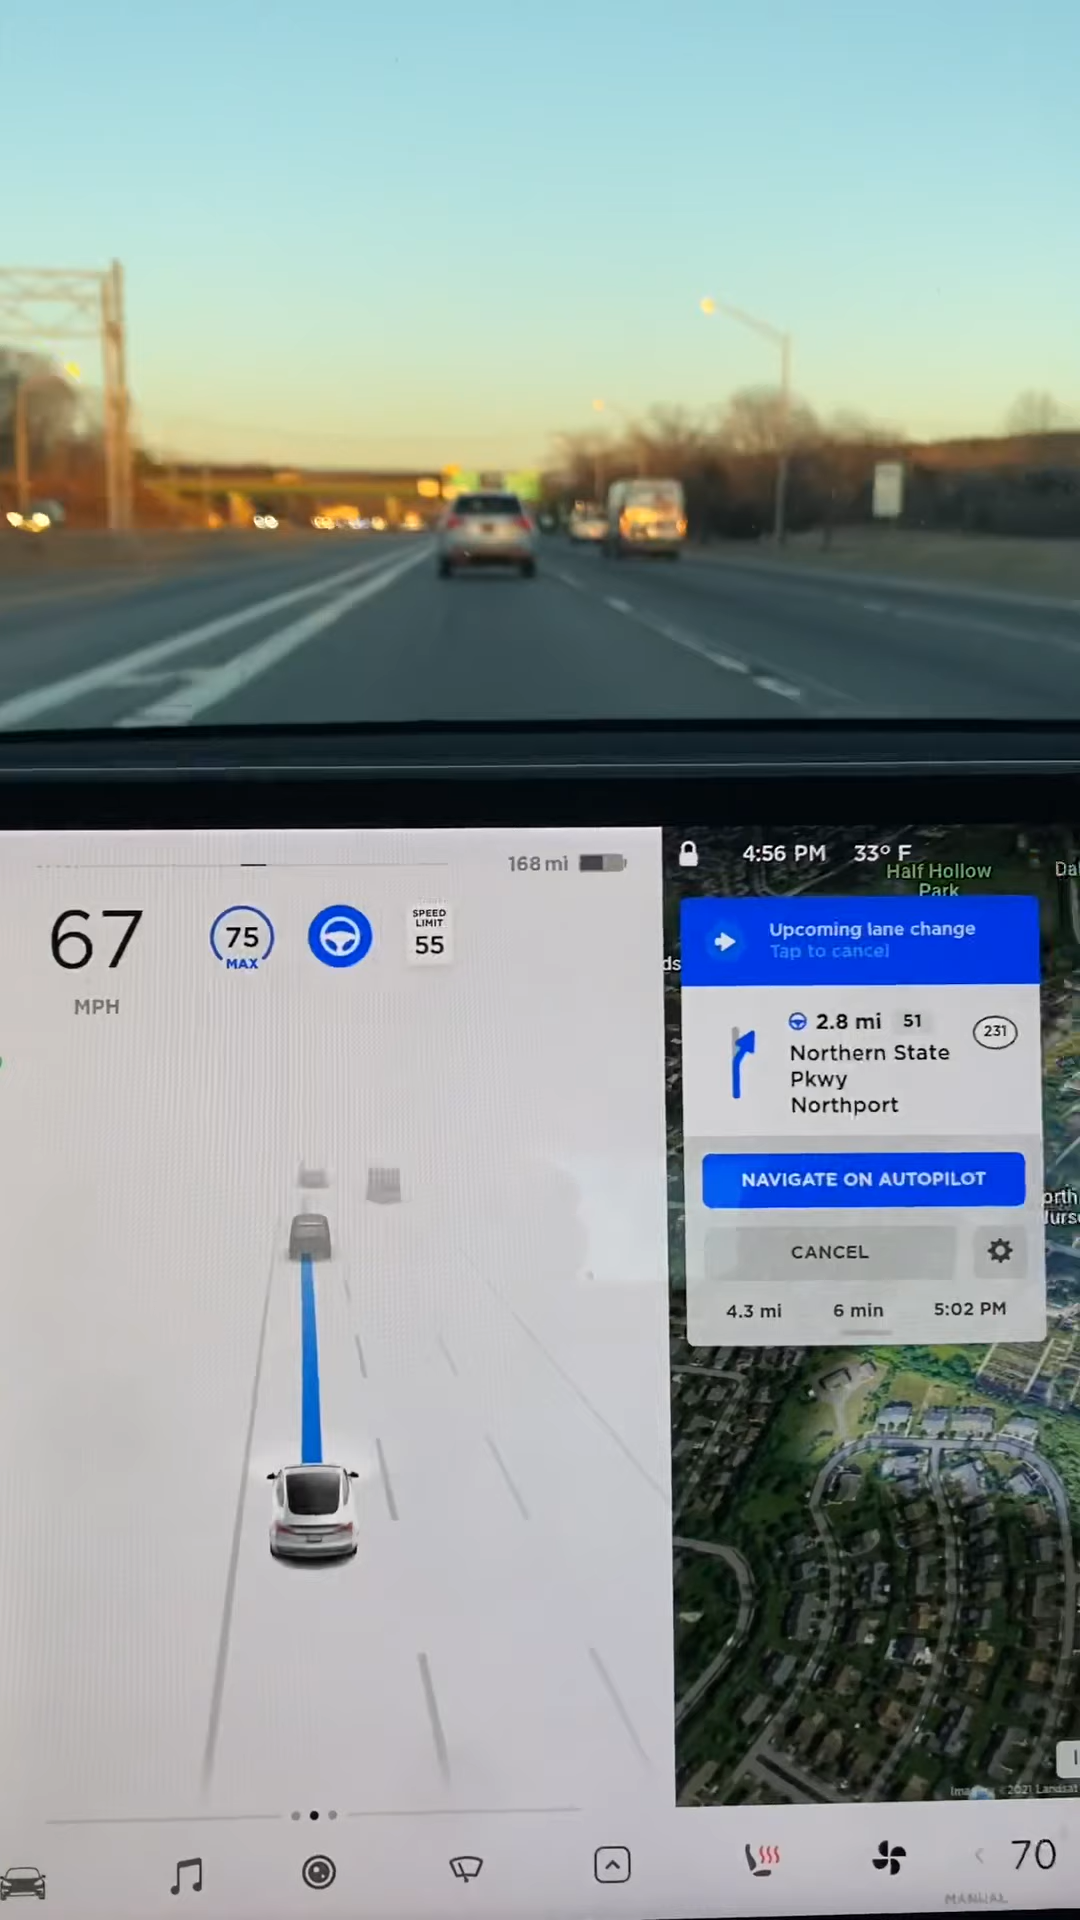 168 mi
4:56 PM 33° F
Half Hollow
Park
67
MPH
75
MAX
SPEED
LIMIT
55
Upcoming lane change
Tap to cancel
2.8 mi 51
231
Northern State
Pkwy
Northport
NAVIGATE ON AUTOPILOT
CANCEL
4.3 mi 6 min 5:02 PM
©2021 Landsat
70
MANUAL